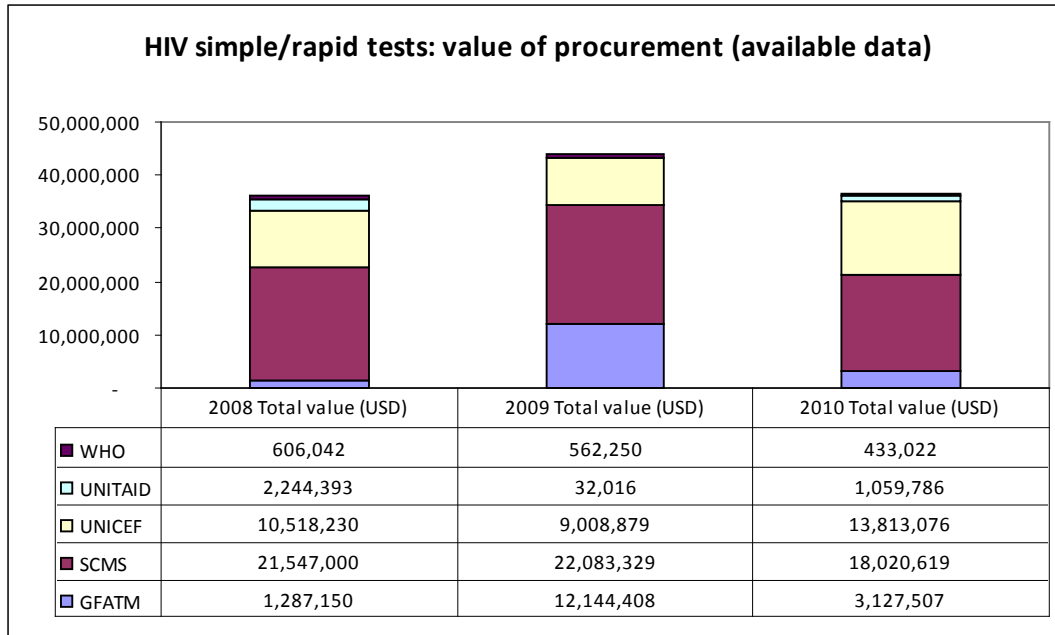 HIV simple/rapid tests: value of procurement (available data)
50,000,000
40,000,000
30,000,000
20,000,000
10,000,000
-
2008 Total value (USD) 2009 Total value (USD) 2010 Total value (USD)
WHO 606,042 562,250 433,022
UNITAID 2,244,393 32,016 1,059,786
UNICEF 10,518,230 9,008,879 13,813,076
SCMS 21,547,000 22,083,329 18,020,619
GFATM 1,287,150 12,144,408 3,127,507